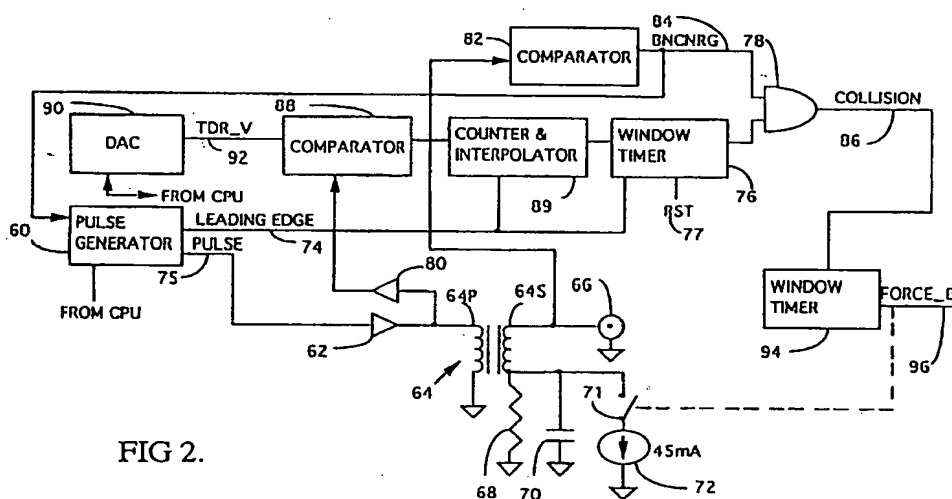 82
COMPARATOR
84
BNCNRG
78
COLLISION
86
90
DAC
TDR_V
92
88
COMPARATOR
COUNTER &
INTERPOLATOR
89
WINDOW
TIMER
76
RST
77
FROM CPU
60
PULSE
GENERATOR
LEADING EDGE
74
PULSE
75
FROM CPU
80
62
64P
64S
66
64
68
70
71
45mA
72
WINDOW
TIMER
94
FORCE_E
96
FIG 2.